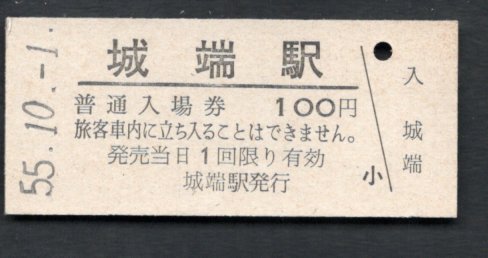 55.10.-1.
城端駅
普通入場券 100円
旅客車内に立ち入ることはできません。
発売当日1回限り有効
城端駅発行
小
入
城端